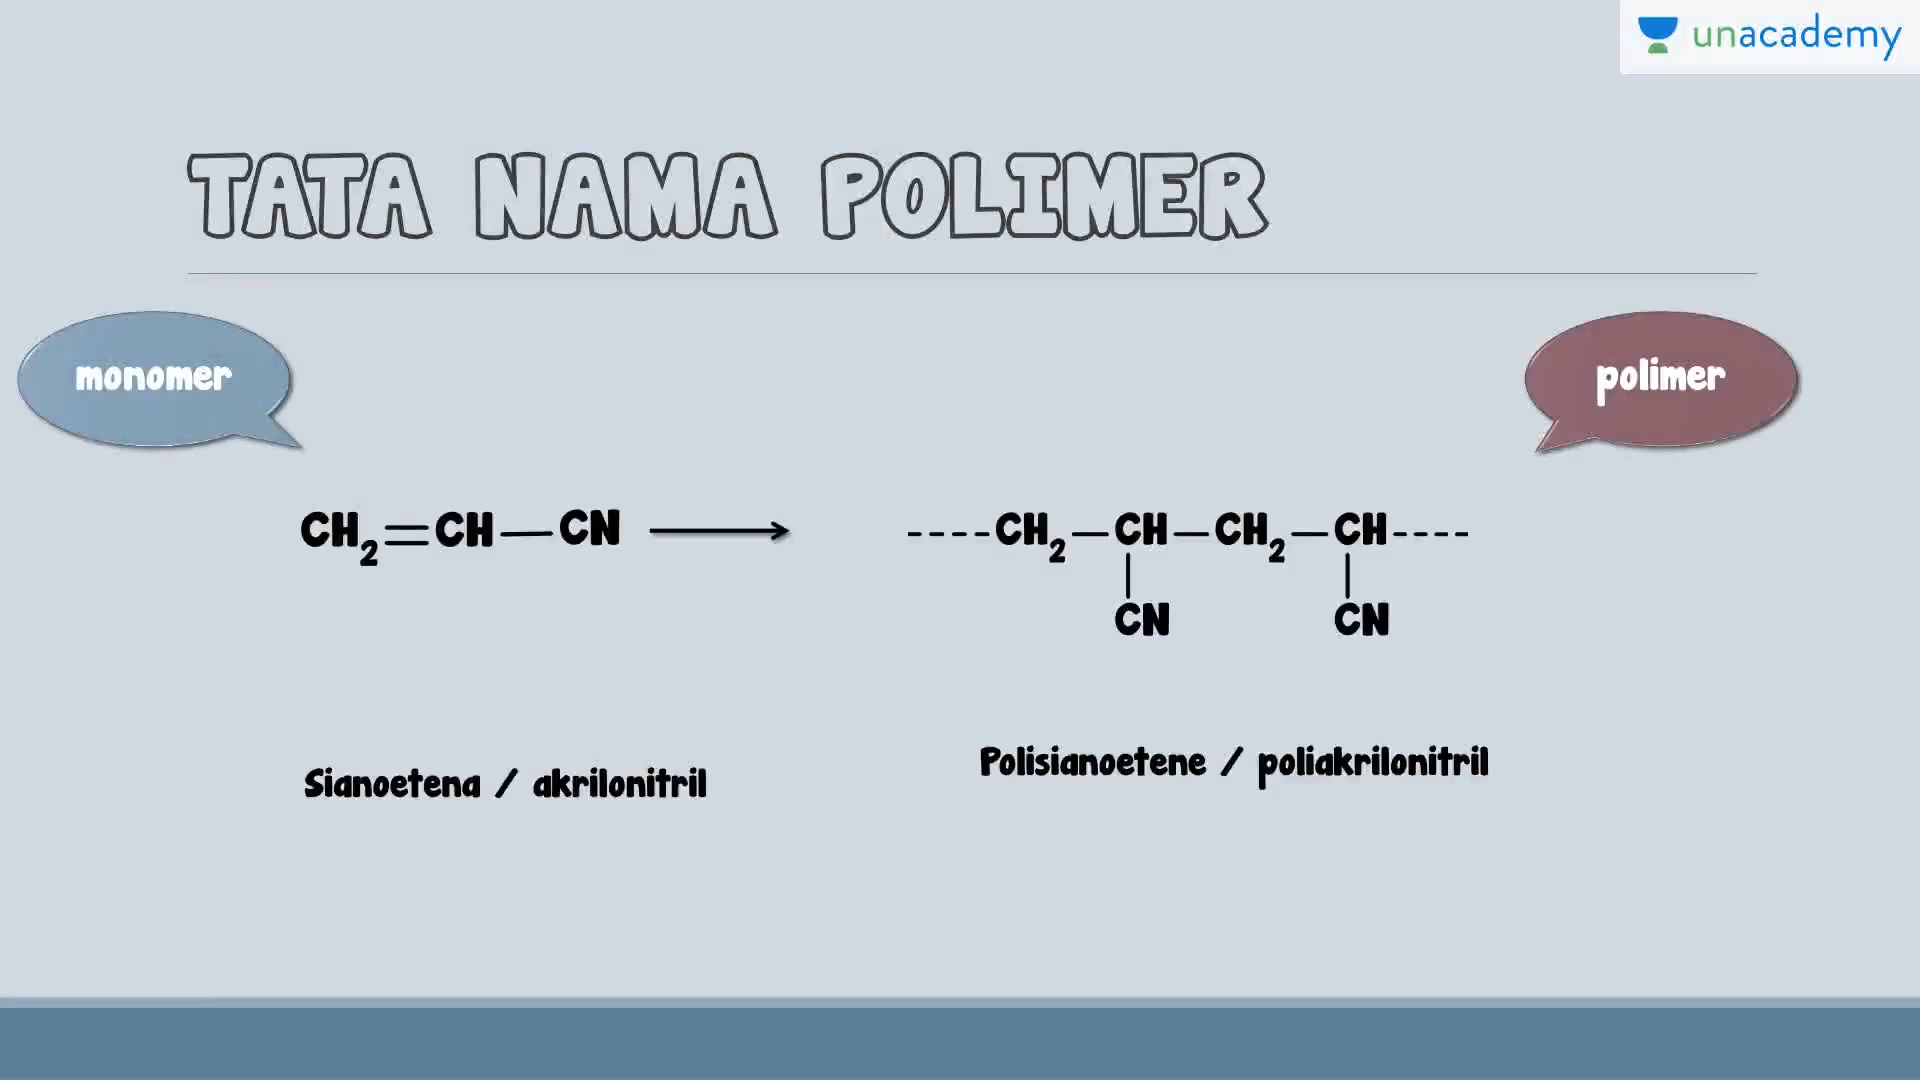 unacademy
TATA NAMA POLIMER
monomer
polimer
CH₂=CH—CN ⟶ ----CH₂—CH—CH₂—CH----
CN CN
Sianoetena / akrilonitril
Polisianoetene / poliakrilonitril